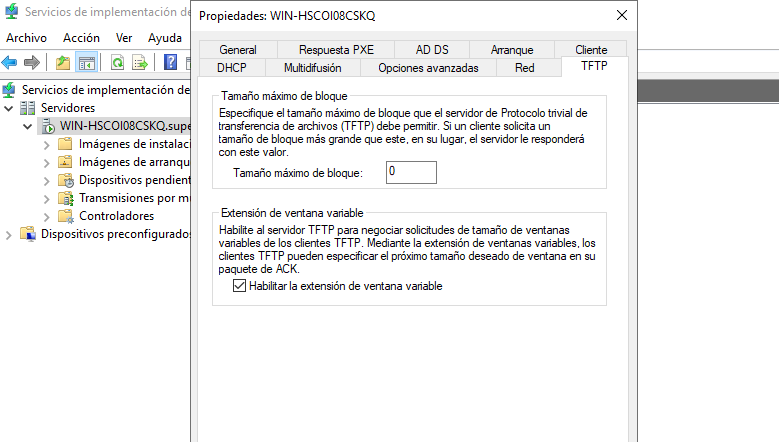 Servicios de implementación de
Archivo Acción Ver Ayuda
Servicios de implementación de
Servidores
WIN-HSCOI08CSKQ.supe
Imágenes de instalac
Imágenes de arranqu
Dispositivos pendient
Transmisiones por mu
Controladores
Dispositivos preconfigurados
Propiedades: WIN-HSCOI08CSKQ
General Respuesta PXE AD DS Arranque Cliente
DHCP Multidifusión Opciones avanzadas Red TFTP
Tamaño máximo de bloque
Especifique el tamaño máximo de bloque que el servidor de Protocolo trivial de
transferencia de archivos (TFTP) debe permitir. Si un cliente solicita un
tamaño de bloque más grande que este, en su lugar, el servidor le responderá
con este valor.
Tamaño máximo de bloque: 0
Extensión de ventana variable
Habilite al servidor TFTP para negociar solicitudes de tamaño de ventanas
variables de los clientes TFTP. Mediante la extensión de ventanas variables, los
clientes TFTP pueden especificar el próximo tamaño deseado de ventana en su
paquete de ACK.
Habilitar la extensión de ventana variable